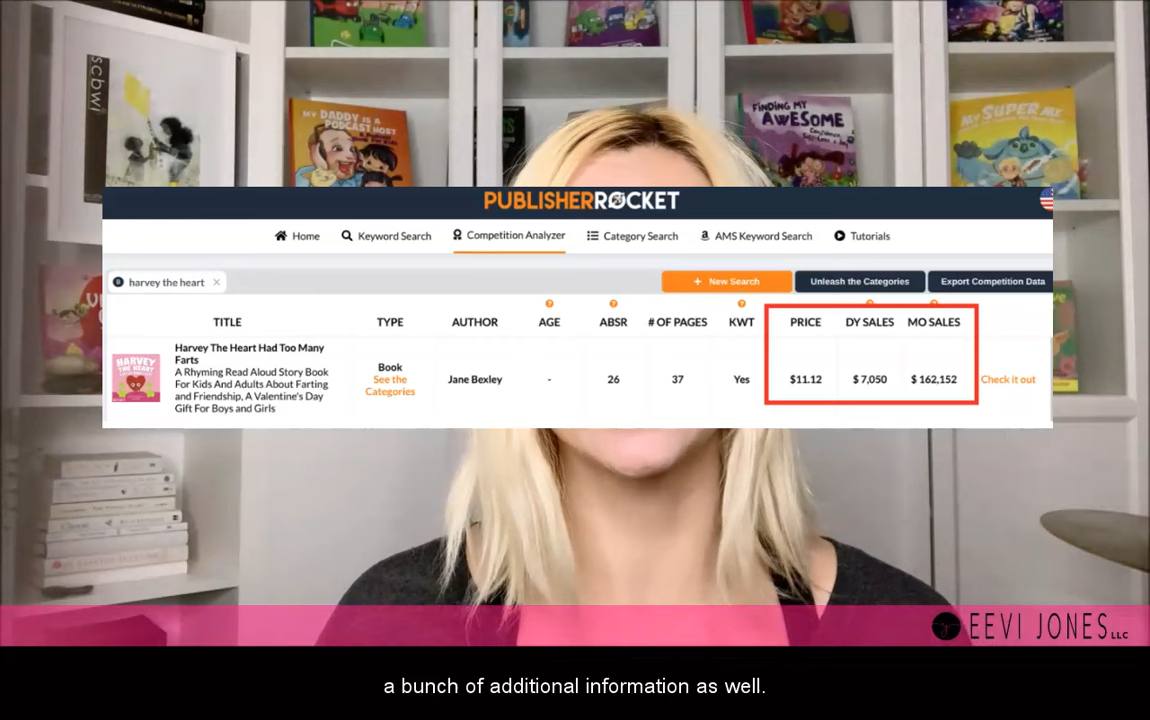 scbwi
MY DADDY IS A
PODCAST HOST
FINDING MY
AWESOME
SUPER ME
PUBLISHERROCKET
Home Keyword Search Competition Analyzer Category Search AMS Keyword Search Tutorials
harvey the heart × + New Search Unleash the Categories Export Competition Data
TITLE TYPE AUTHOR AGE ABSR # OF PAGES KWT PRICE DY SALES MO SALES
Harvey The Heart Had Too Many
Farts
A Rhyming Read Aloud Story Book
For Kids And Adults About Farting
and Friendship, A Valentine's Day
Gift For Boys and Girls
Book
See the
Categories
Jane Bexley - 26 37 Yes $11.12 $ 7,050 $ 162,152 Check it out
HARVEY
THE HEART
EEVI JONES LLC
a bunch of additional information as well.